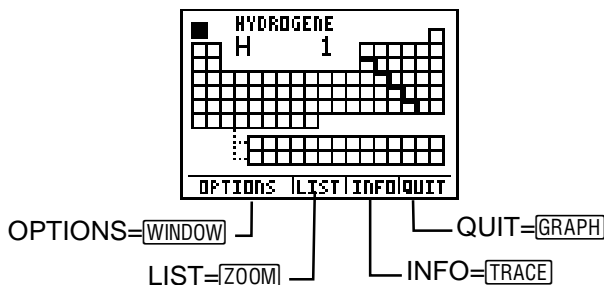 HYDROGENE
H 1
OPTIONS LIST INFO QUIT
OPTIONS=WINDOW QUIT=GRAPH
LIST=ZOOM INFO=TRACE